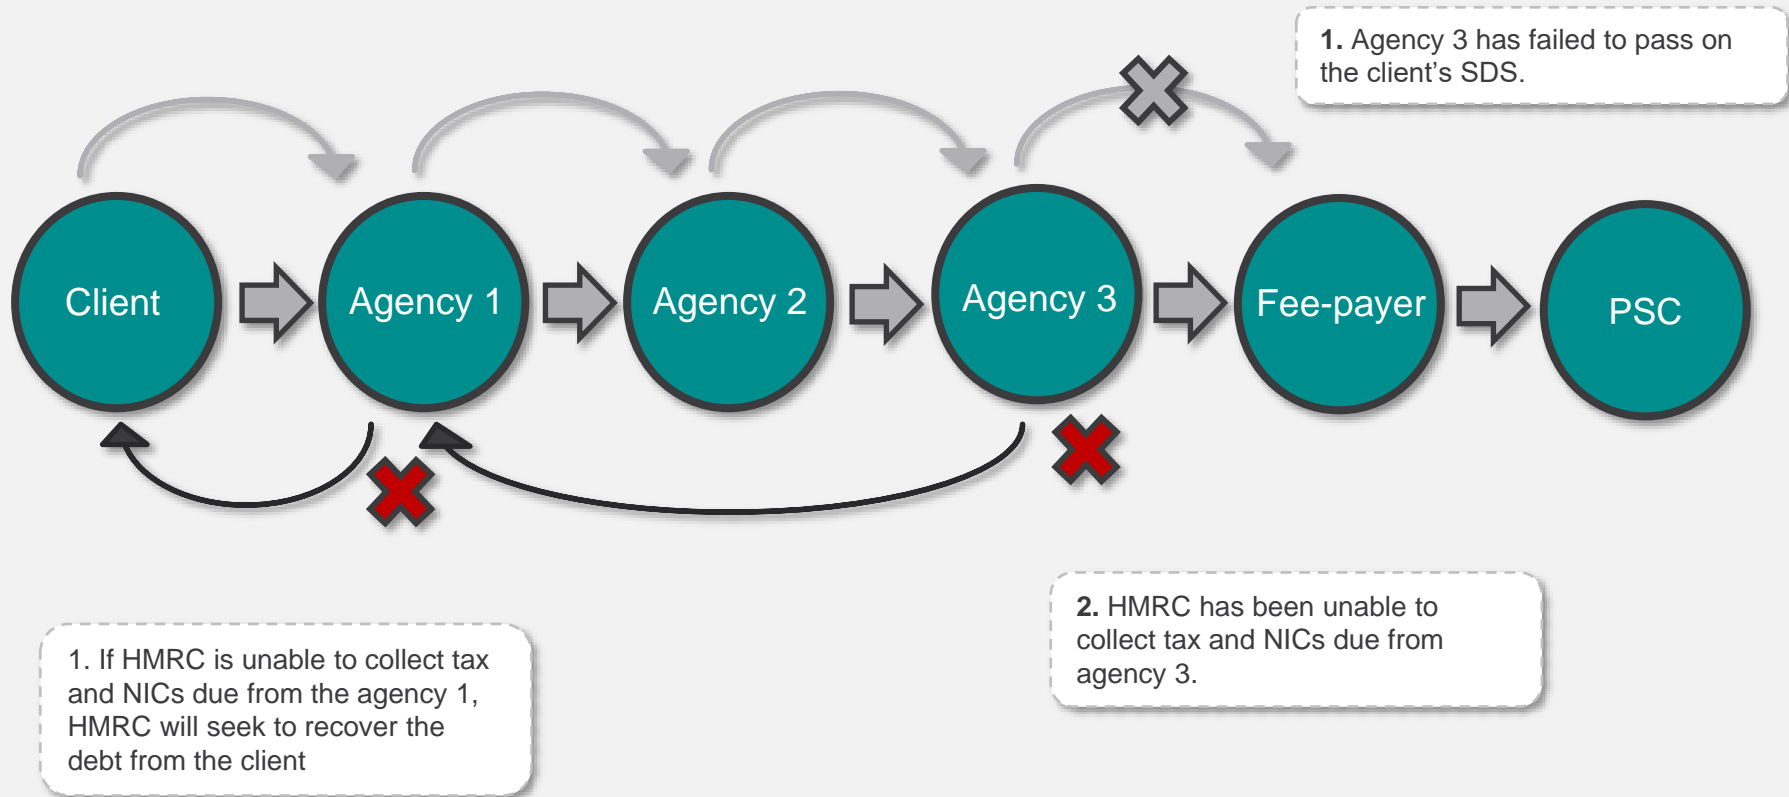 1. Agency 3 has failed to pass on
the client's SDS.
Client
Agency 1
Agency 2
Agency 3
Fee-payer
PSC
2. HMRC has been unable to
collect tax and NICs due from
agency 3.
1. If HMRC is unable to collect tax
and NICs due from the agency 1,
HMRC will seek to recover the
debt from the client